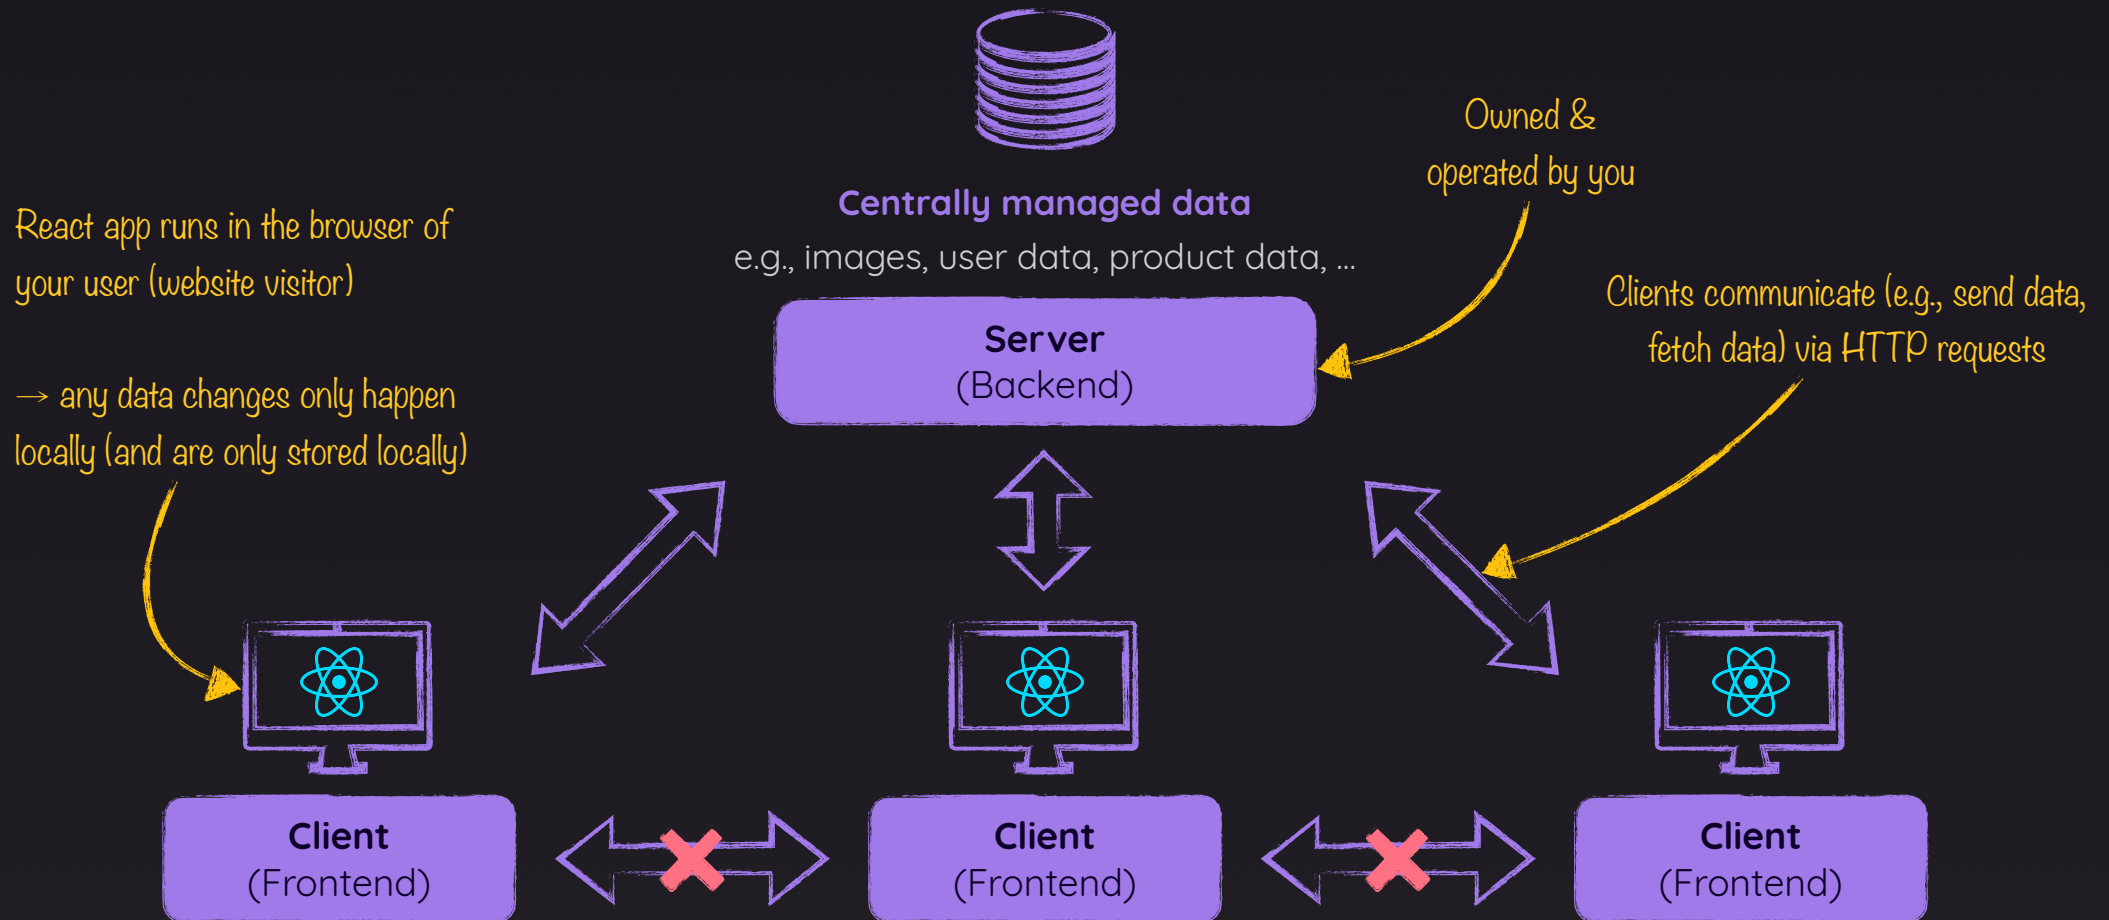 Centrally managed data
e.g., images, user data, product data, ...
Server
(Backend)
Owned &
operated by you
React app runs in the browser of
your user (website visitor)
→ any data changes only happen
locally (and are only stored locally)
Clients communicate (e.g., send data,
fetch data) via HTTP requests
Client
(Frontend)
Client
(Frontend)
Client
(Frontend)